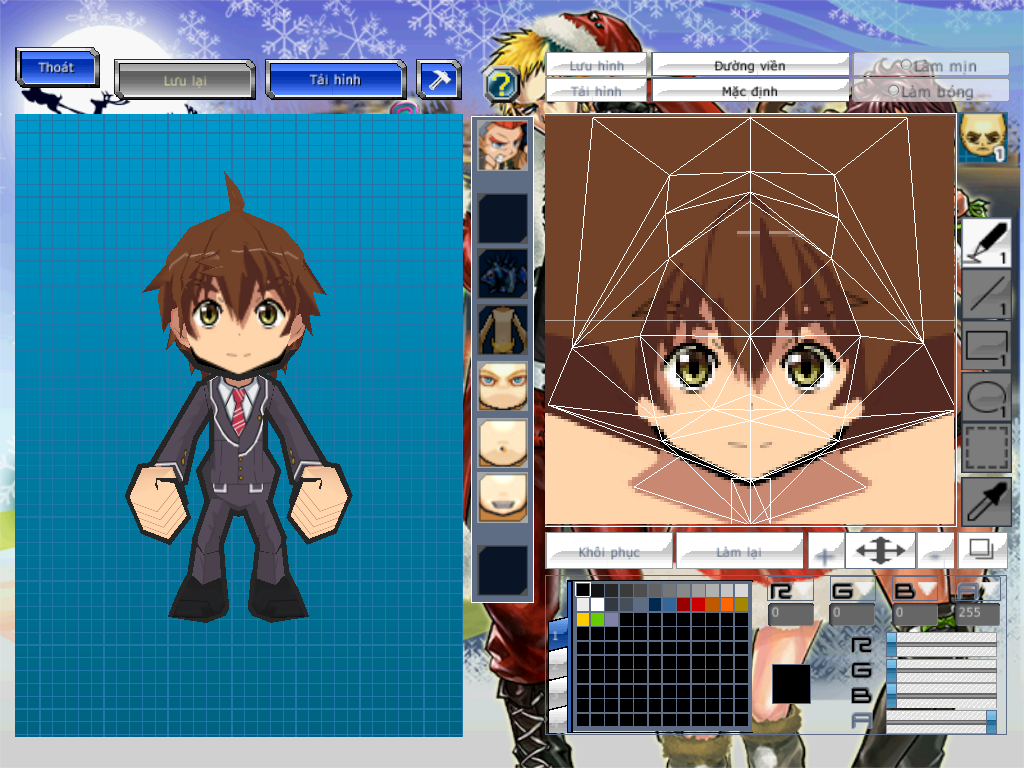 Thoát
Lưu lại
Tải hình
Lưu hình
Đường viền
Làm mịn
Tải hình
Mặc định
Làm bóng
1
1
1
1
1
Khôi phục
Làm lại
R G B A
0 0 0 255
1
R
G
B
A